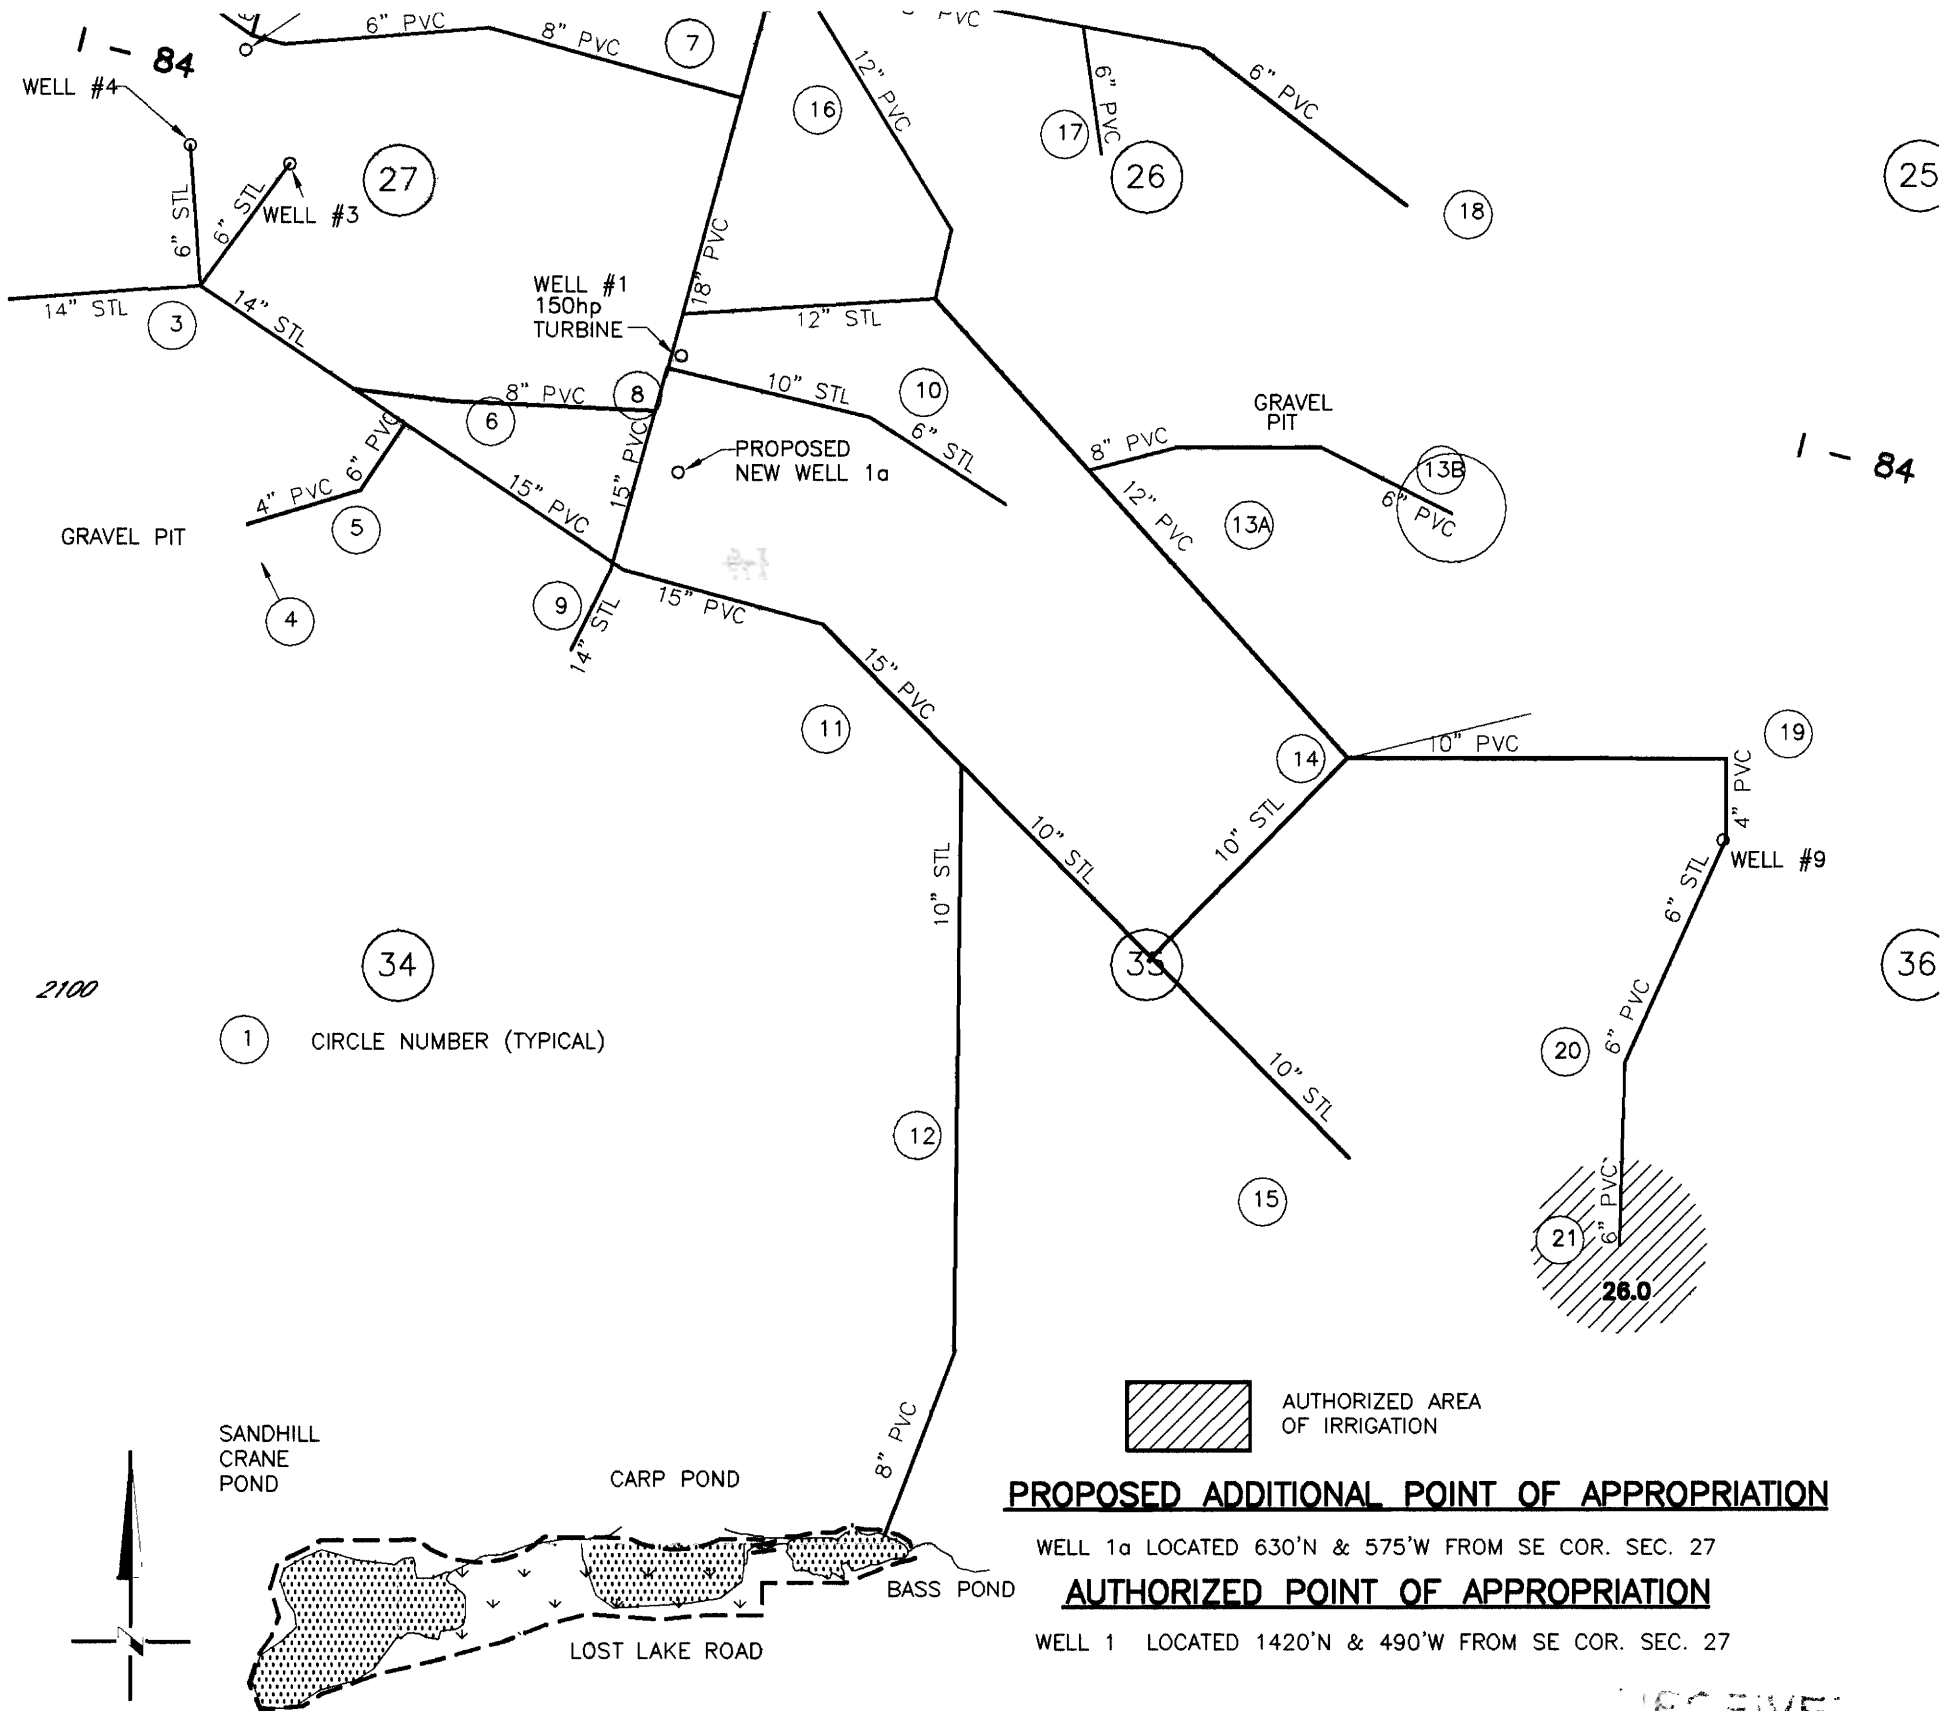 6" PVC
8" PVC
7
12" PVC
PVC
6" PVC
6" PVC
I - 84
WELL #4
16
17
27
26
25
18
6" STL
6" STL
WELL #3
14" STL
3
14" STL
18" PVC
WELL #1
150hp
TURBINE
12" STL
8" PVC
8
10" STL
10
6
6" PVC
6" STL
GRAVEL
PIT
8" PVC
13B
6" PVC
I - 84
PROPOSED
NEW WELL 1a
15" PVC
15" PVC
4" PVC
5
GRAVEL PIT
12" PVC
13A
4
9
14" STL
15" PVC
15" PVC
11
14
10" PVC
19
4" PVC
WELL #9
10" STL
10" STL
10" STL
6" STL
34
35
36
2100
1
CIRCLE NUMBER (TYPICAL)
6" PVC
20
10" STL
12
15
6" PVC
21
26.0
AUTHORIZED AREA
OF IRRIGATION
SANDHILL
CRANE
POND
CARP POND
8" PVC
BASS POND
LOST LAKE ROAD
N
PROPOSED ADDITIONAL POINT OF APPROPRIATION
WELL 1a LOCATED 630'N & 575'W FROM SE COR. SEC. 27
AUTHORIZED POINT OF APPROPRIATION
WELL 1 LOCATED 1420'N & 490'W FROM SE COR. SEC. 27